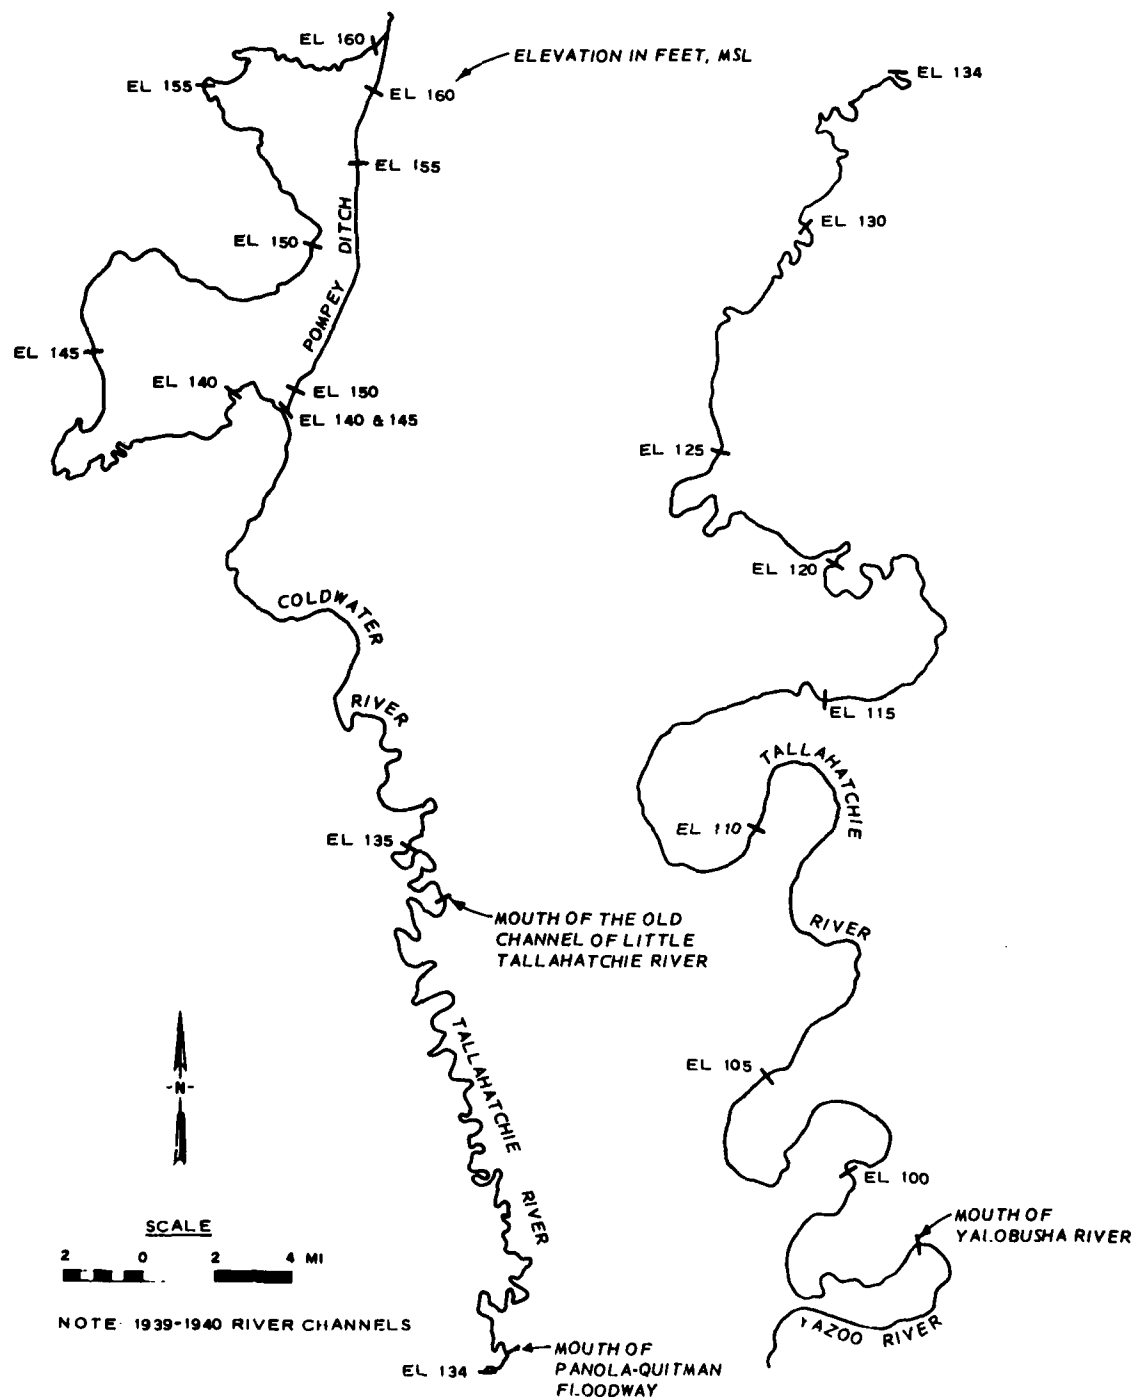 EL 160
ELEVATION IN FEET, MSL
EL 134
EL 155
EL 160
EL 155
EL 130
EL 150
POMPEY DITCH
EL 145
EL 140
EL 150
EL 140 & 145
EL 125
EL 120
COLDWATER
RIVER
EL 115
TALLAHATCHIE
RIVER
EL 110
EL 135
MOUTH OF THE OLD
CHANNEL OF LITTLE
TALLAHATCHIE RIVER
TALLAHATCHIE
RIVER
EL 105
-N-
EL 100
SCALE
2 0 2 4 MI
MOUTH OF
YALOBUSHA RIVER
NOTE: 1939-1940 RIVER CHANNELS
YAZOO RIVER
MOUTH OF
PANOLA-QUITMAN
FLOODWAY
EL 134